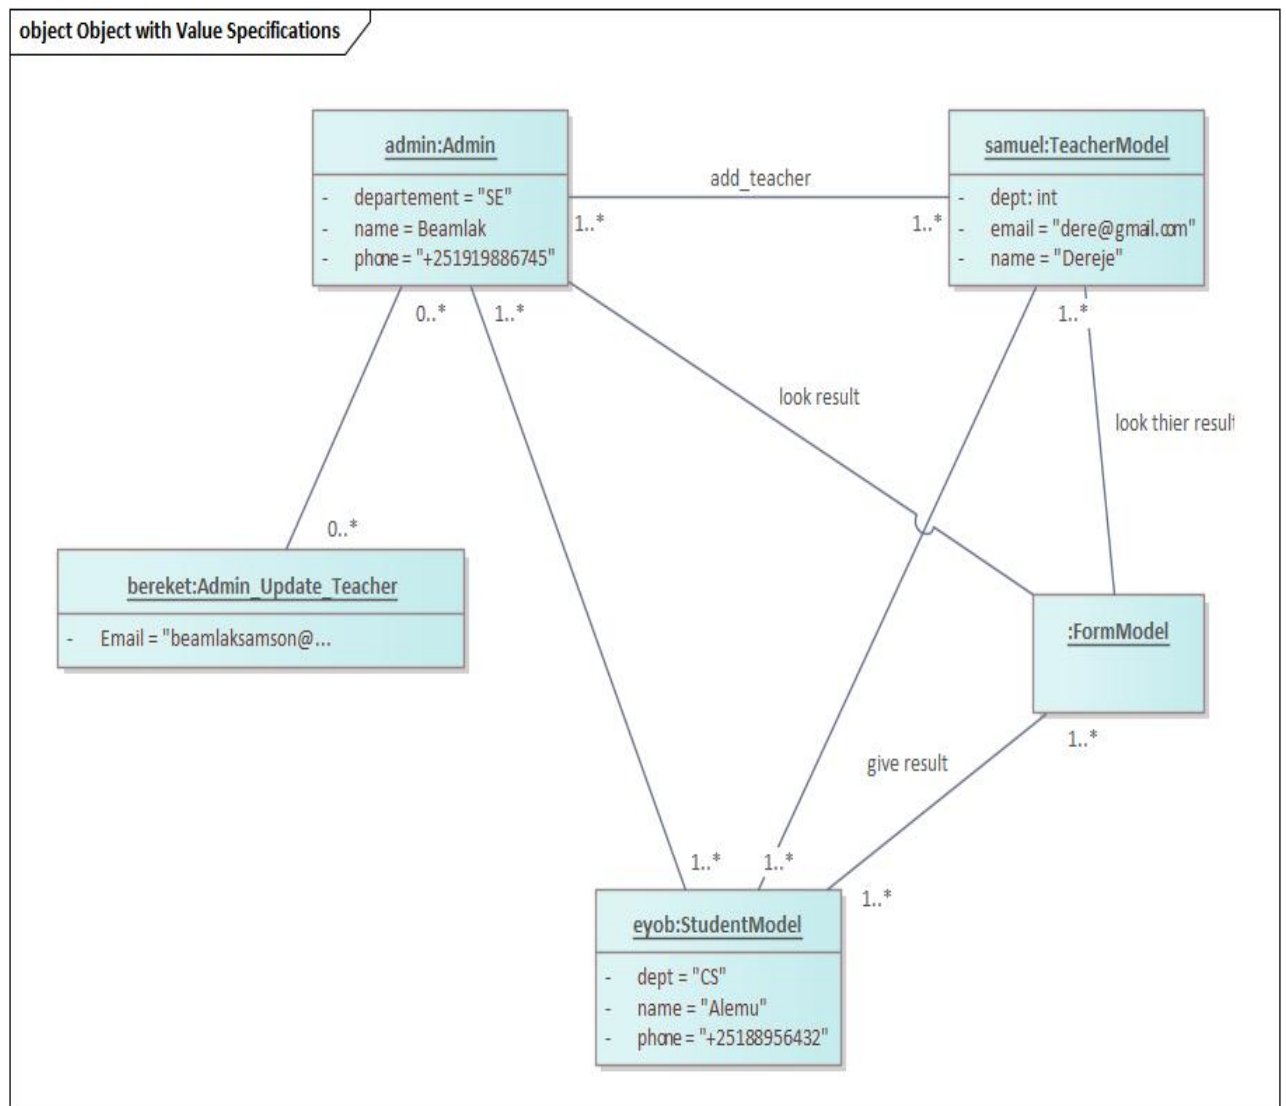 object Object with Value Specifications
admin:Admin
- departement = "SE"
- name = Beamlak
- phone = "+251919886745"
add_teacher
1..*
1..*
samuel:TeacherModel
- dept: int
- email = "dere@gmail.com"
- name = "Dereje"
0..*
1..*
1..*
look result
look thier result
0..*
bereket:Admin_Update_Teacher
- Email = "beamlaksamson@...
:FormModel
1..*
give result
1..*
1..*
1..*
eyob:StudentModel
- dept = "CS"
- name = "Alemu"
- phone = "+25188956432"